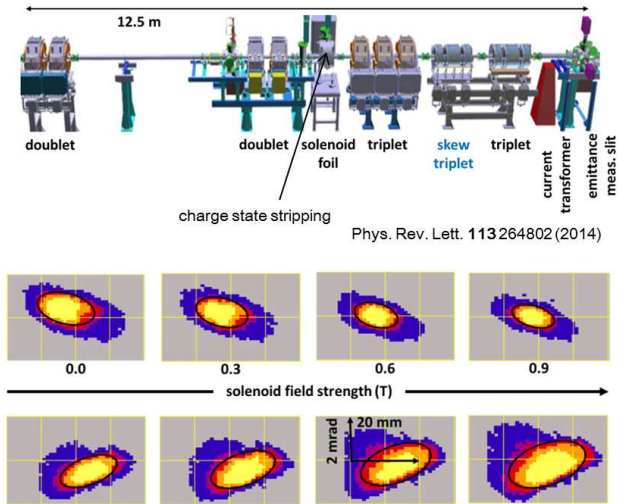 12.5 m
doublet
doublet
solenoid
foil
triplet
skew
triplet
triplet
current
transformer
emittance
meas. slit
charge state stripping
Phys. Rev. Lett. 113 264802 (2014)
0.0
0.3
0.6
0.9
solenoid field strength (T)
20 mm
2 mrad